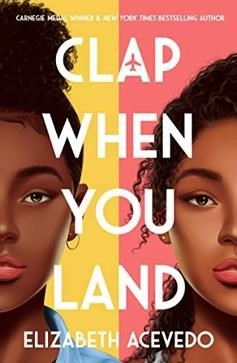 CARNEGIE MEDAL WINNER & NEW YORK TIMES BESTSELLING AUTHOR
CLAP
WHEN
YOU
LAND
ELIZABETH ACEVEDO